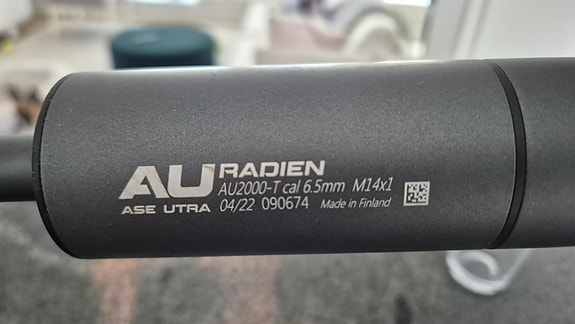 AU RADIEN
AU2000-T cal 6.5mm M14x1
ASE UTRA 04/22 090674 Made in Finland